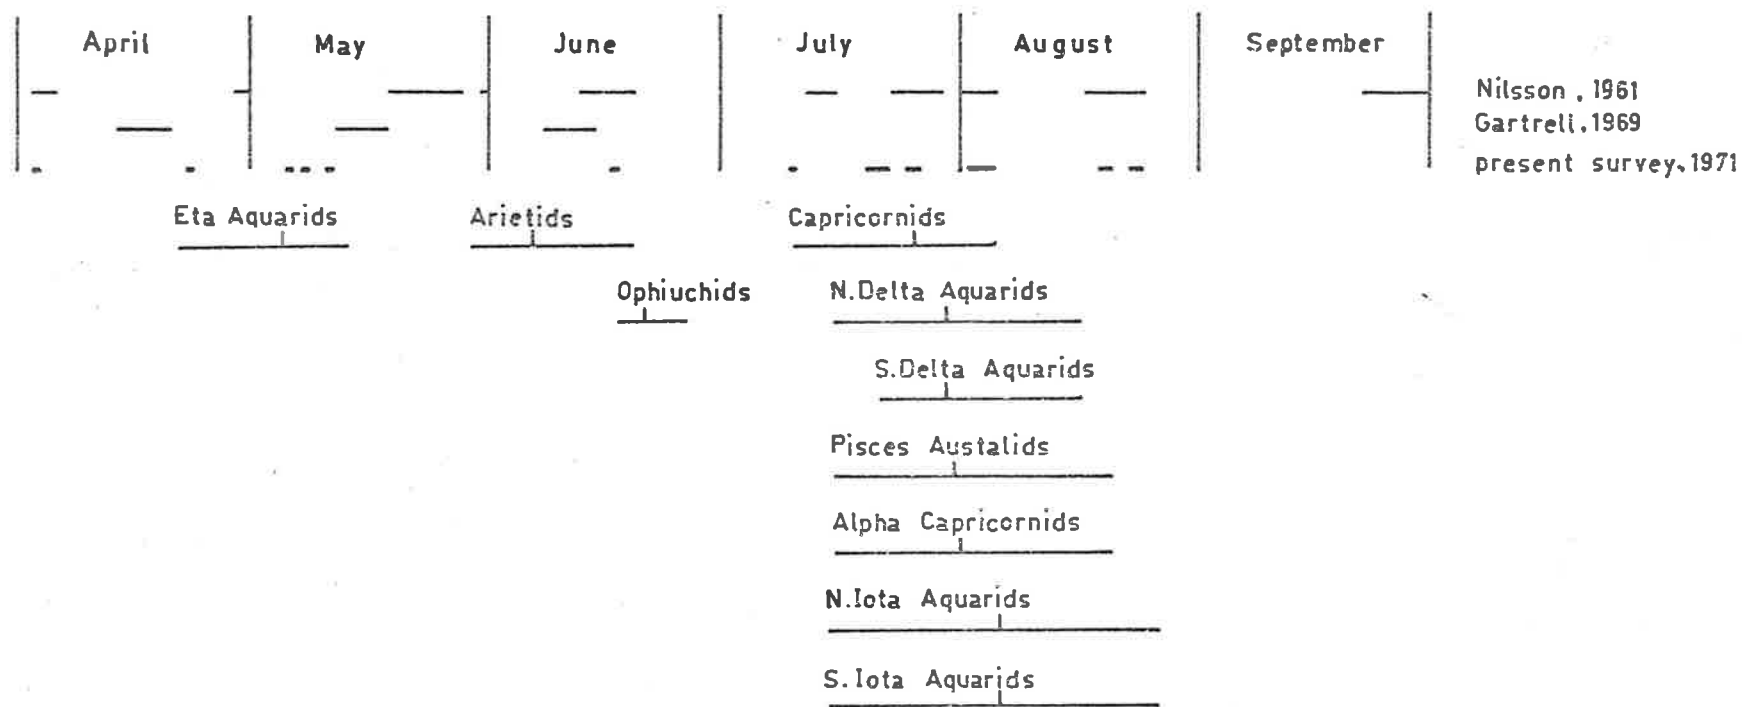 April May June July August September
Nilsson, 1961
Gartrell, 1969
present survey, 1971
Eta Aquarids Arietids Capricornids
Ophiuchids N.Delta Aquarids
S.Delta Aquarids
Pisces Austalids
Alpha Capricornids
N.Iota Aquarids
S.Iota Aquarids